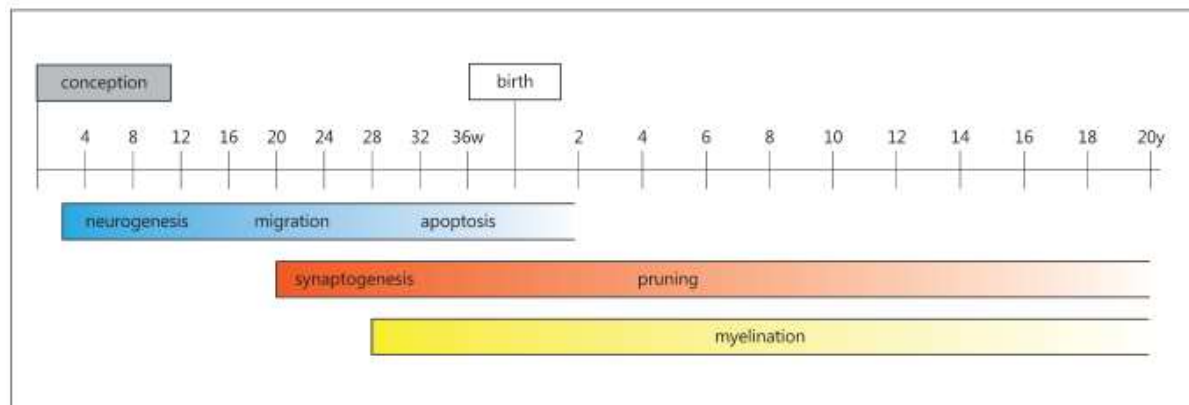 conception birth
4 8 12 16 20 24 28 32 36w 2 4 6 8 10 12 14 16 18 20y
neurogenesis migration apoptosis
synaptogenesis pruning
myelination